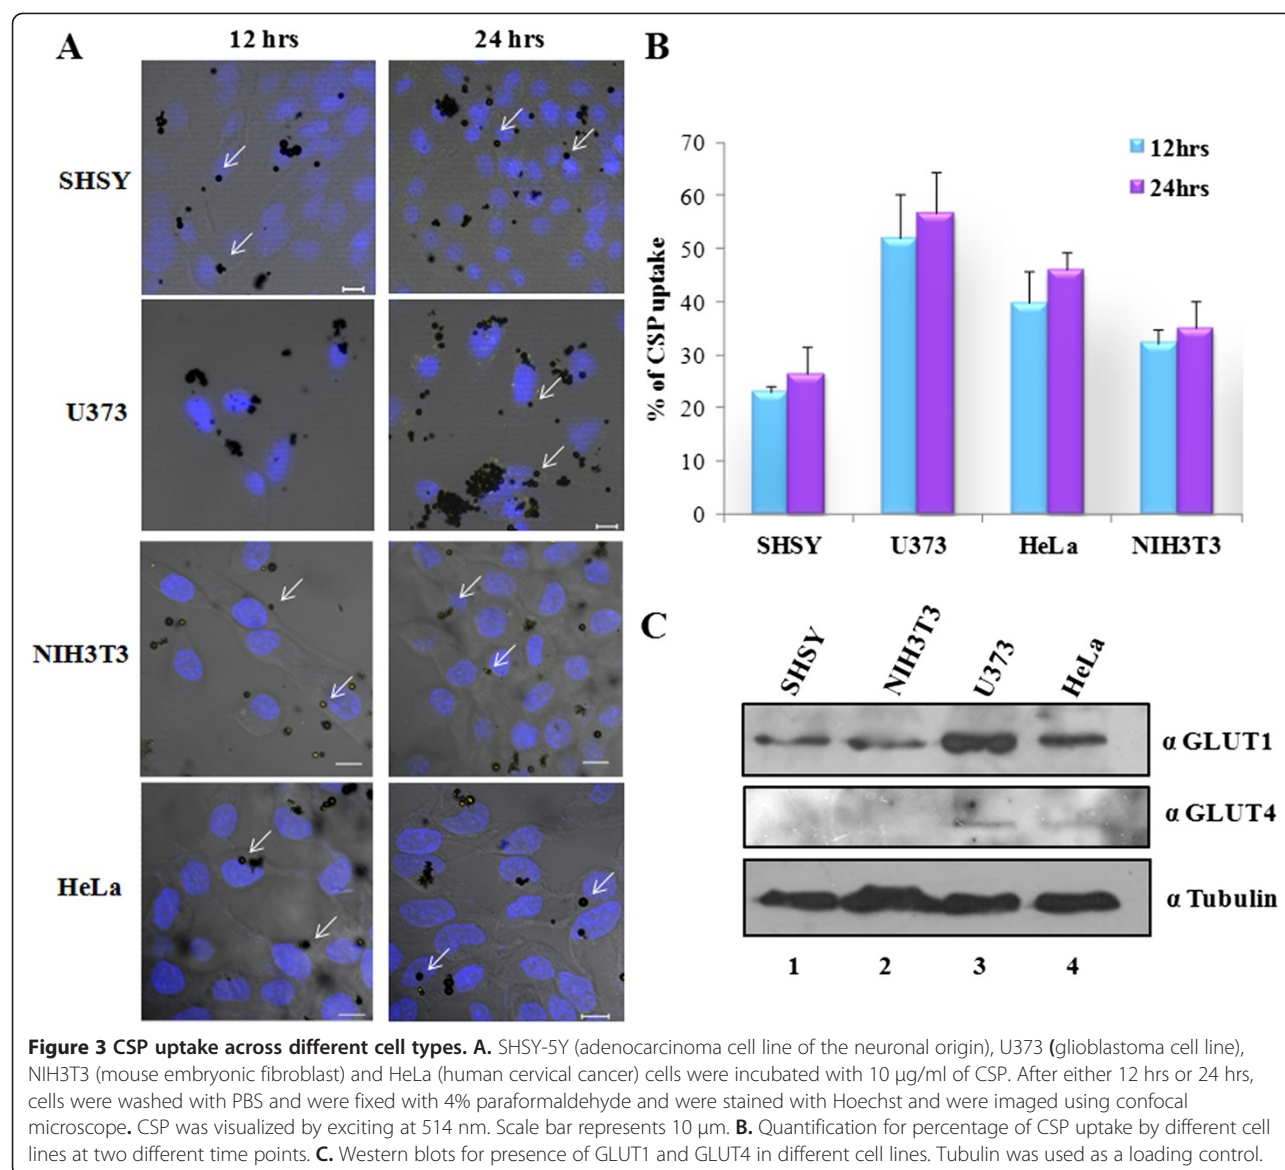 A
12 hrs
24 hrs
SHSY
U373
NIH3T3
HeLa
B
% of CSP uptake
70
60
50
40
30
20
10
0
12hrs
24hrs
SHSY
U373
HeLa
NIH3T3
C
SHSY
NIH3T3
U373
HeLa
α GLUT1
α GLUT4
α Tubulin
1
2
3
4
Figure 3 CSP uptake across different cell types. A. SHSY-5Y (adenocarcinoma cell line of the neuronal origin), U373 (glioblastoma cell line),
NIH3T3 (mouse embryonic fibroblast) and HeLa (human cervical cancer) cells were incubated with 10 μg/ml of CSP. After either 12 hrs or 24 hrs,
cells were washed with PBS and were fixed with 4% paraformaldehyde and were stained with Hoechst and were imaged using confocal
microscope. CSP was visualized by exciting at 514 nm. Scale bar represents 10 μm. B. Quantification for percentage of CSP uptake by different cell
lines at two different time points. C. Western blots for presence of GLUT1 and GLUT4 in different cell lines. Tubulin was used as a loading control.